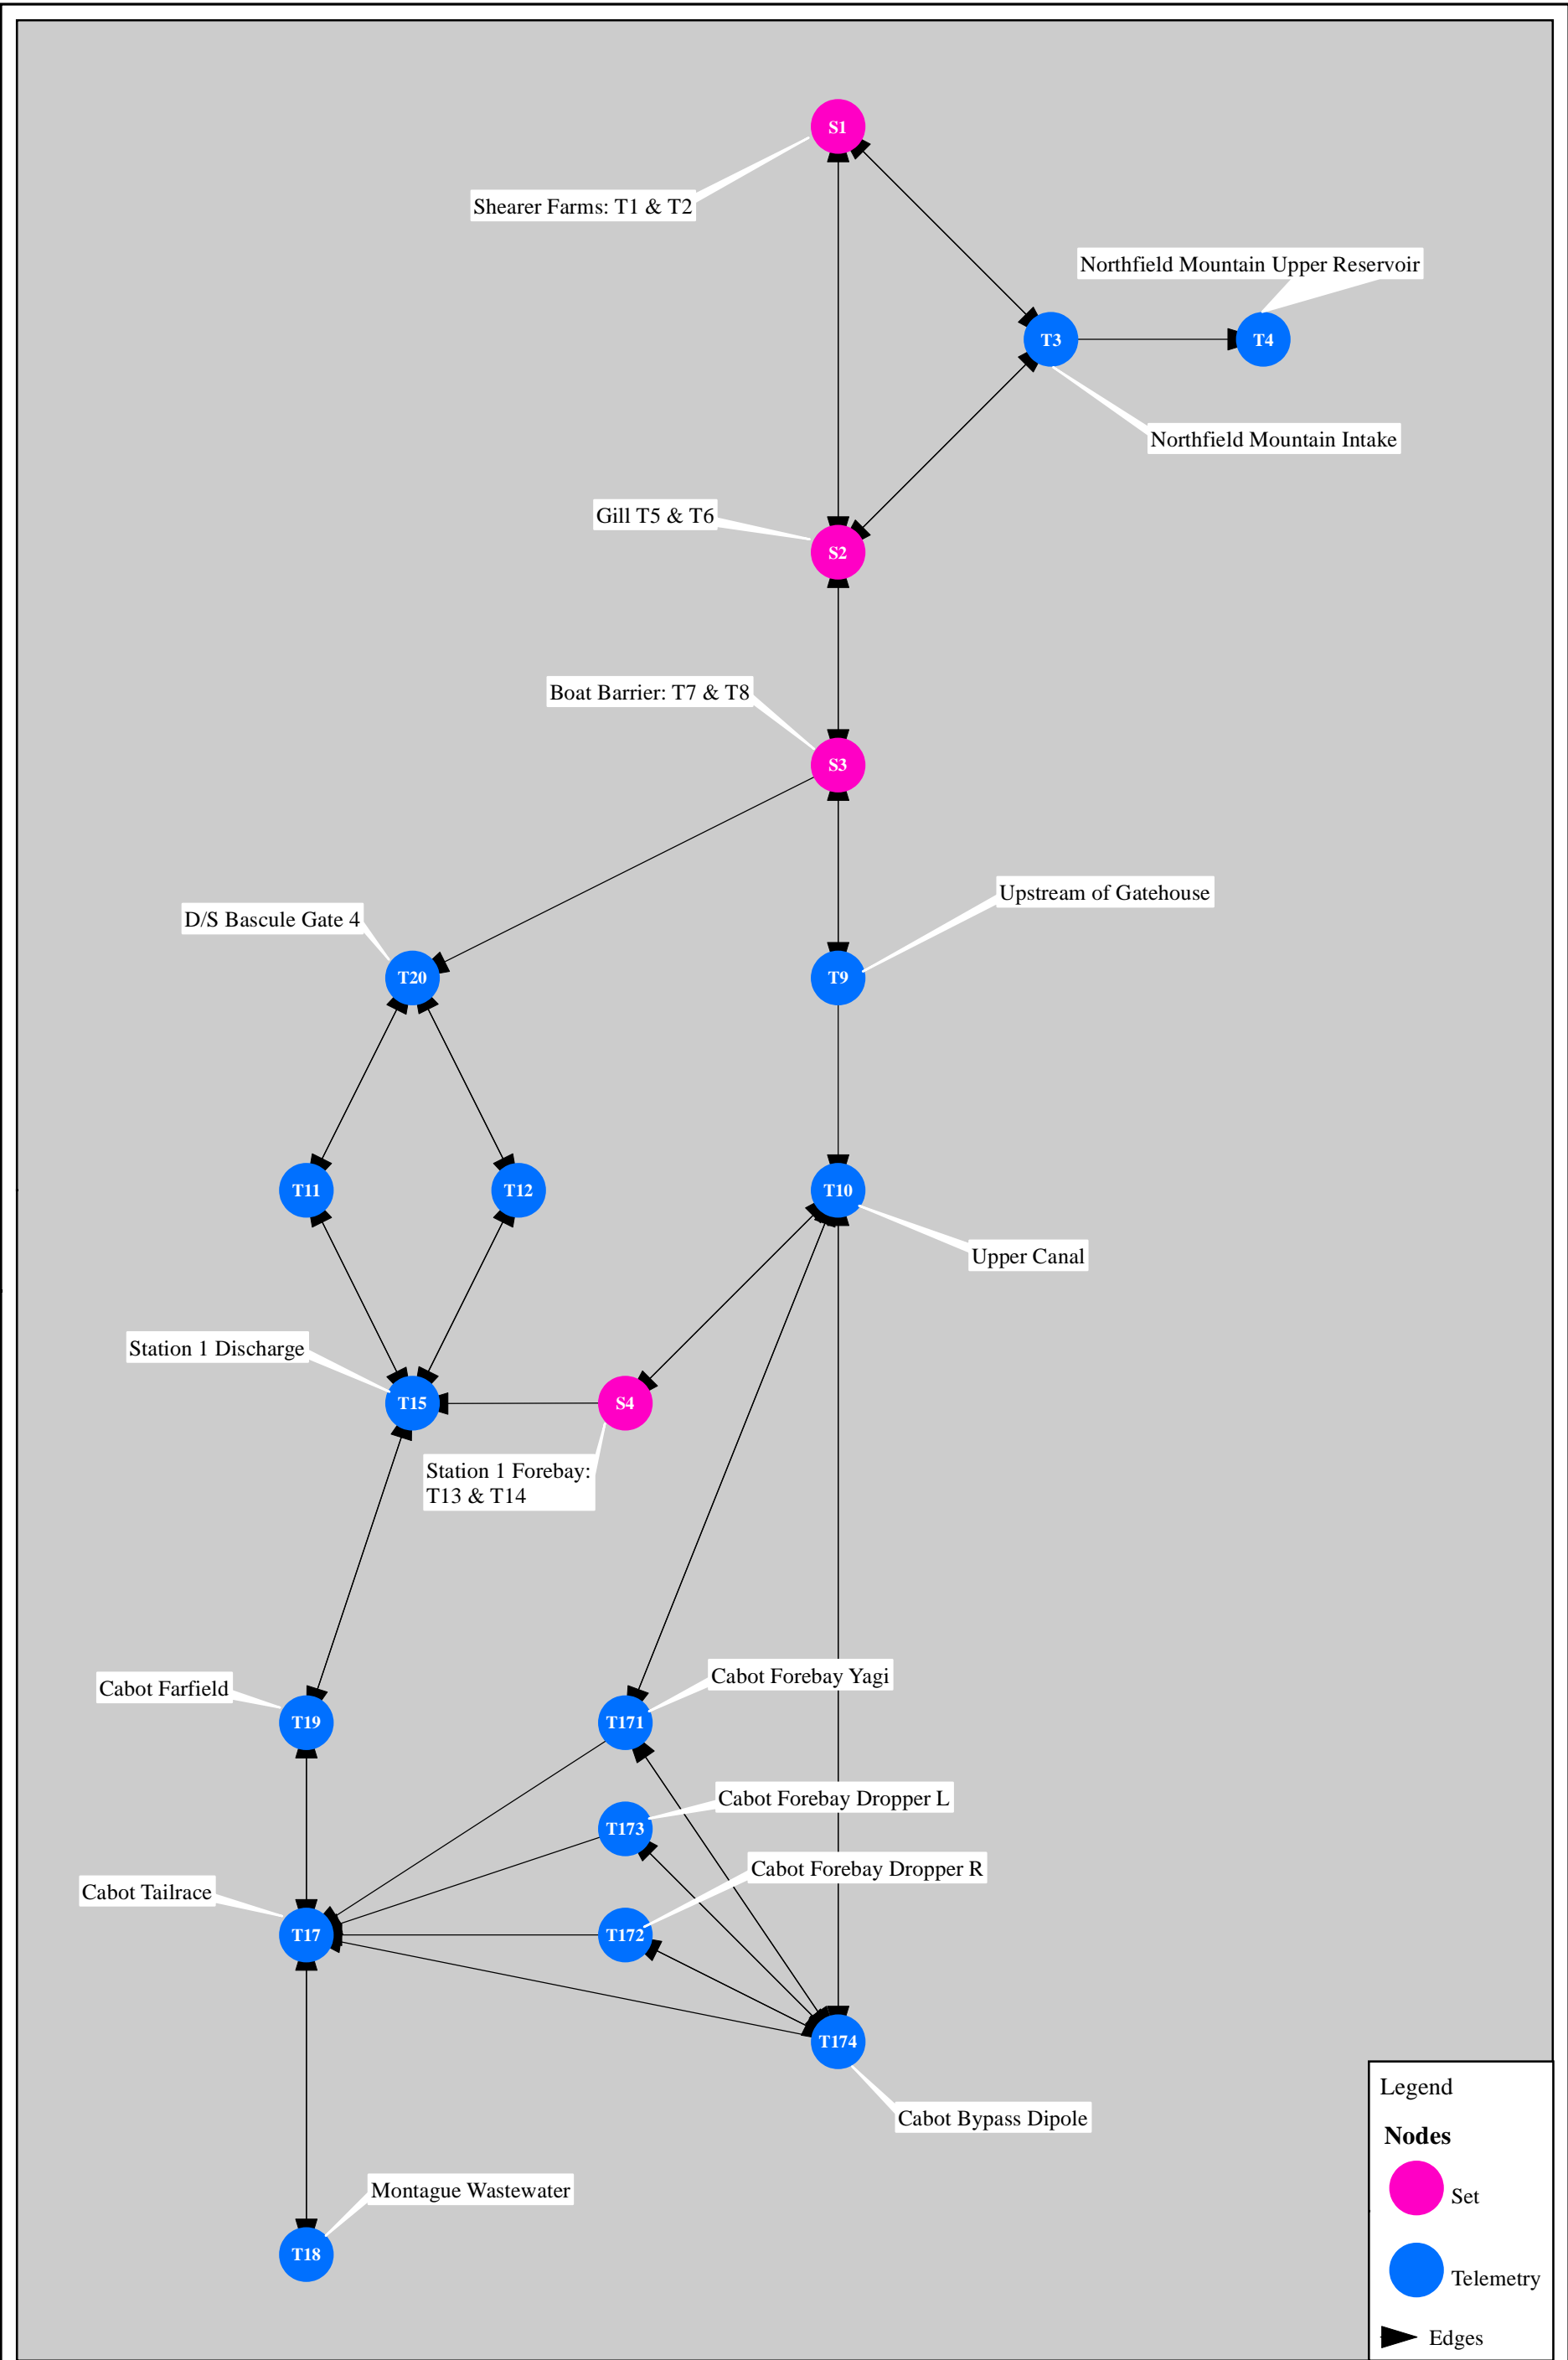 S1
Shearer Farms: T1 & T2
Northfield Mountain Upper Reservoir
T3
T4
Northfield Mountain Intake
Gill T5 & T6
S2
Boat Barrier: T7 & T8
S3
Upstream of Gatehouse
D/S Bascule Gate 4
T20
T9
T11
T12
T10
Upper Canal
Station 1 Discharge
T15
S4
Station 1 Forebay:
T13 & T14
Cabot Forebay Yagi
Cabot Farfield
T19
T171
Cabot Forebay Dropper L
T173
Cabot Forebay Dropper R
Cabot Tailrace
T17
T172
T174
Cabot Bypass Dipole
Montague Wastewater
T18
Legend
Nodes
Set
Telemetry
Edges